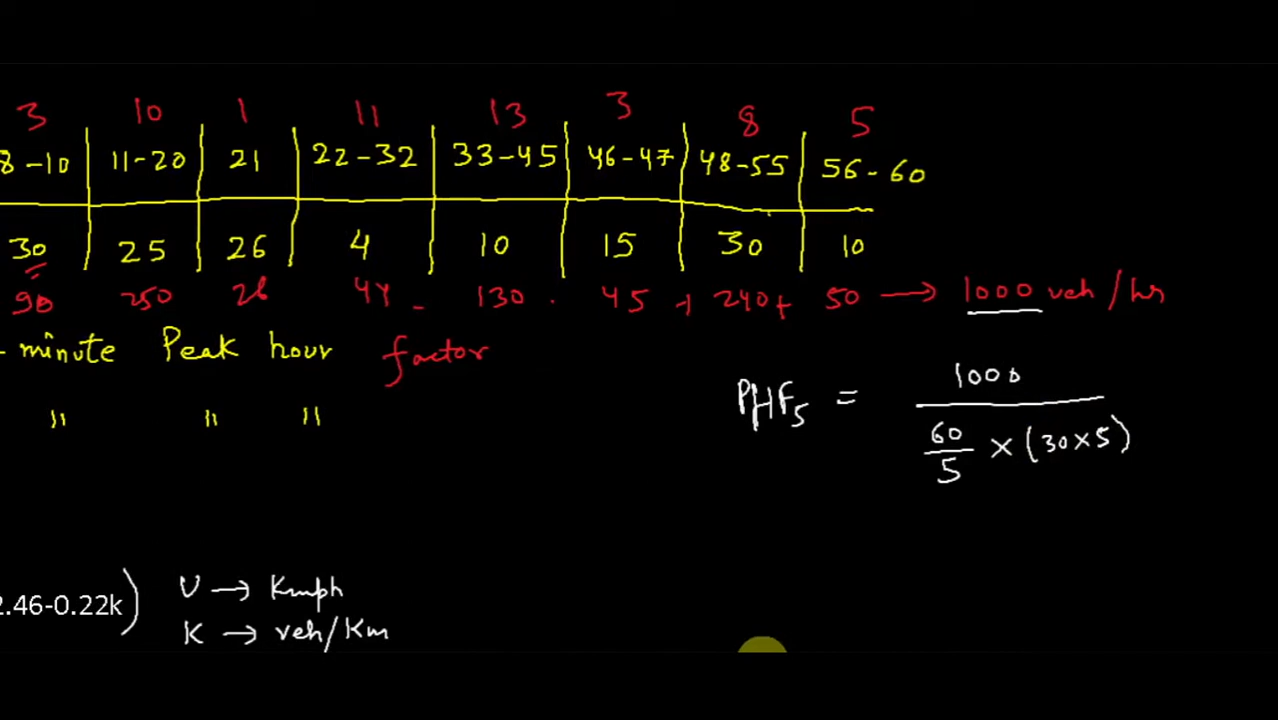 3 10 1 11 13 3 8 5
8-10 11-20 21 22-32 33-45 46-47 48-55 56-60
30 25 26 4 10 15 30 10
90 250 26 44 - 130 . 45 + 240+ 50 → 1000 veh/hr
- minute Peak hour factor
" " "
PHF5 = 1000
60/5 × (30×5)
U → Kmph
2.46-0.22k)
K → veh/Km